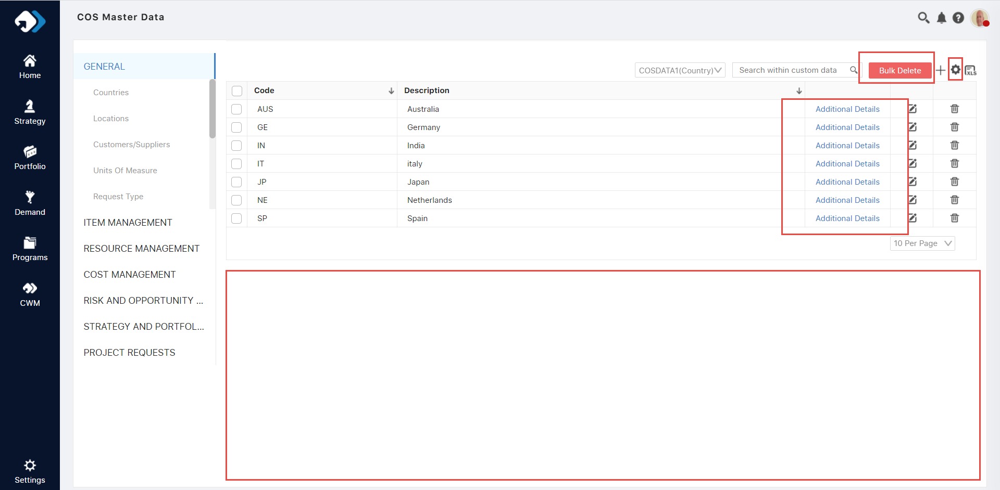 COS Master Data
Home
Strategy
Portfolio
Demand
Programs
CWM
Settings
GENERAL
Countries
Locations
Customers/Suppliers
Units Of Measure
Request Type
ITEM MANAGEMENT
RESOURCE MANAGEMENT
COST MANAGEMENT
RISK AND OPPORTUNITY ...
STRATEGY AND PORTFOL...
PROJECT REQUESTS
COSDATA1(Country) Search within custom data Bulk Delete XLS
Code Description
AUS Australia Additional Details
GE Germany Additional Details
IN India Additional Details
IT italy Additional Details
JP Japan Additional Details
NE Netherlands Additional Details
SP Spain Additional Details
10 Per Page